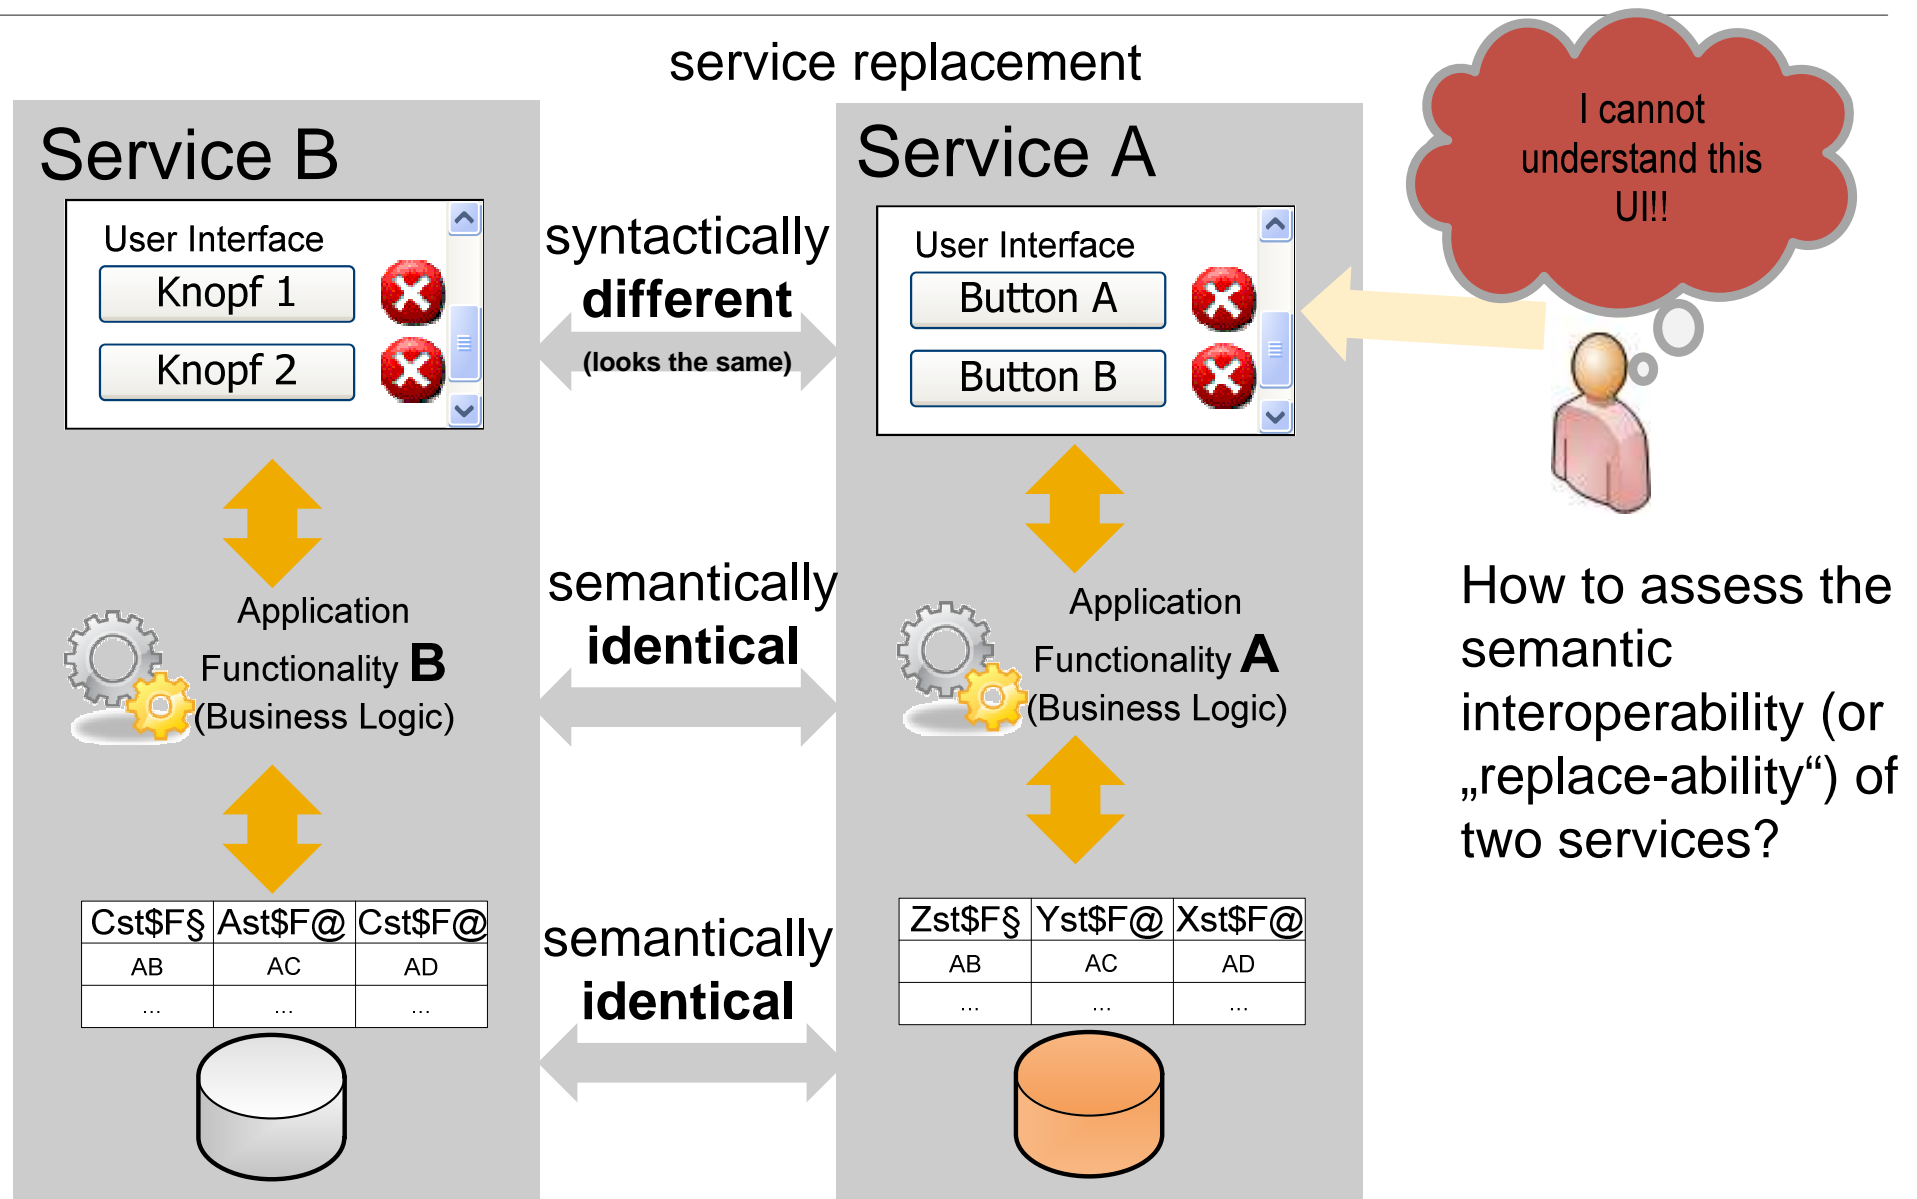 service replacement
Service B
User Interface
Knopf 1
Knopf 2
Application
Functionality B
(Business Logic)
Cst$F§ Ast$F@ Cst$F@
AB AC AD
... ... ...
syntactically
different
(looks the same)
semantically
identical
semantically
identical
Service A
User Interface
Button A
Button B
Application
Functionality A
(Business Logic)
Zst$F§ Yst$F@ Xst$F@
AB AC AD
... ... ...
I cannot
understand this
UI!!
How to assess the
semantic
interoperability (or
„replace-ability“) of
two services?